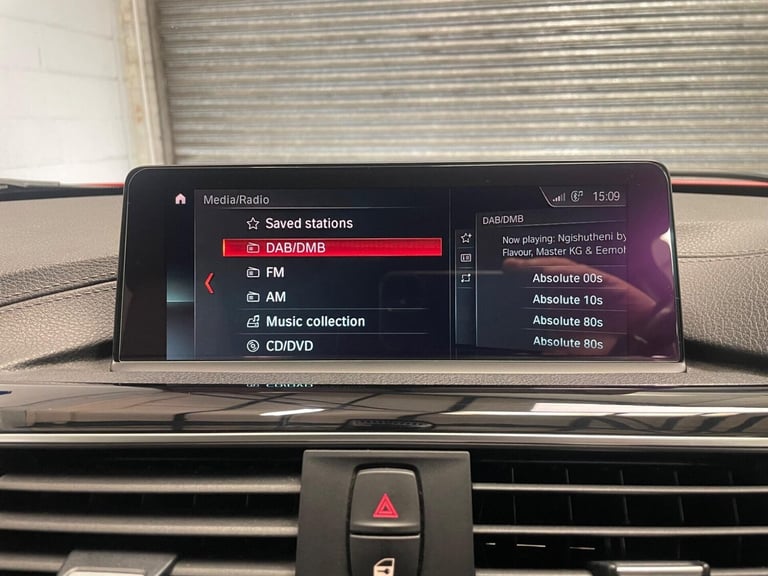 Media/Radio
15:09
Saved stations
DAB/DMB
FM
AM
Music collection
CD/DVD
DAB/DMB
Now playing: Ngishutheni by
Flavour, Master KG & Eemoh
Absolute 00s
Absolute 10s
Absolute 80s
Absolute 80s